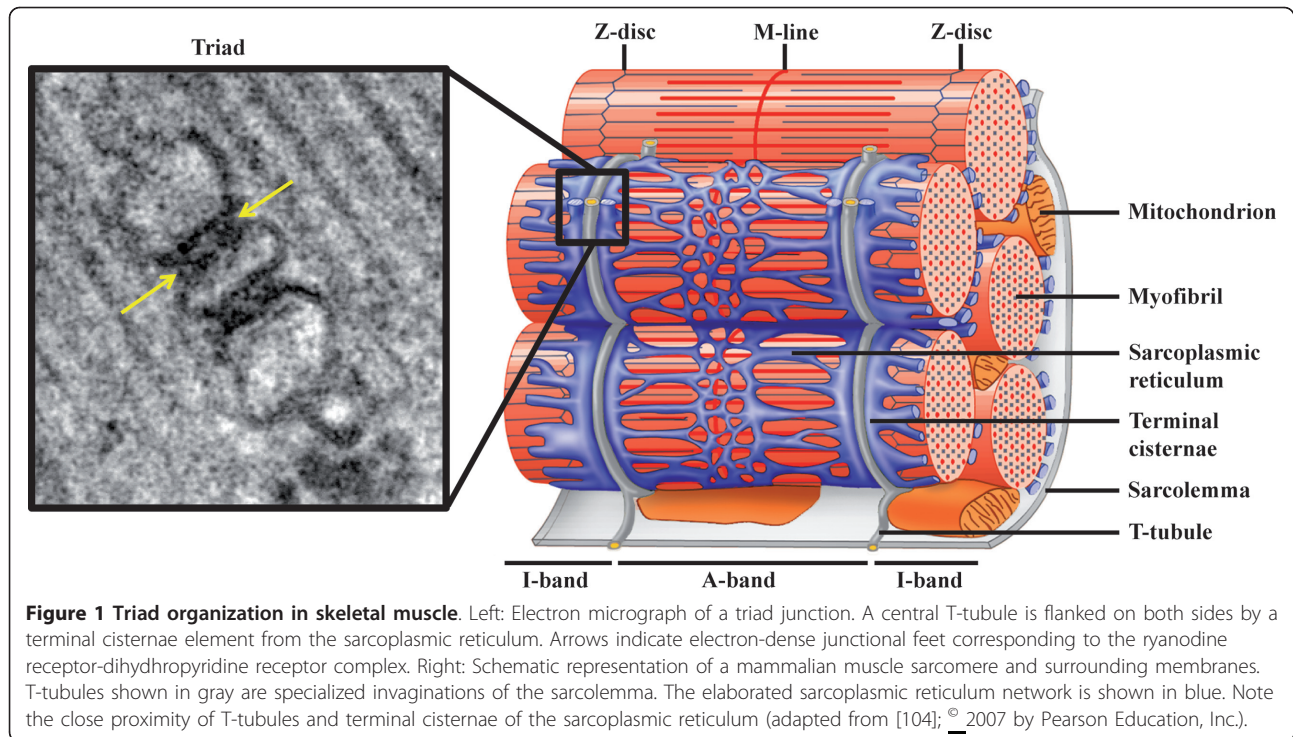 Triad
Z-disc M-line Z-disc
Mitochondrion
Myofibril
Sarcoplasmic
reticulum
Terminal
cisternae
Sarcolemma
T-tubule
I-band A-band I-band
Figure 1 Triad organization in skeletal muscle. Left: Electron micrograph of a triad junction. A central T-tubule is flanked on both sides by a
terminal cisternae element from the sarcoplasmic reticulum. Arrows indicate electron-dense junctional feet corresponding to the ryanodine
receptor-dihydhropyridine receptor complex. Right: Schematic representation of a mammalian muscle sarcomere and surrounding membranes.
T-tubules shown in gray are specialized invaginations of the sarcolemma. The elaborated sarcoplasmic reticulum network is shown in blue. Note
the close proximity of T-tubules and terminal cisternae of the sarcoplasmic reticulum (adapted from [104]; © 2007 by Pearson Education, Inc.).